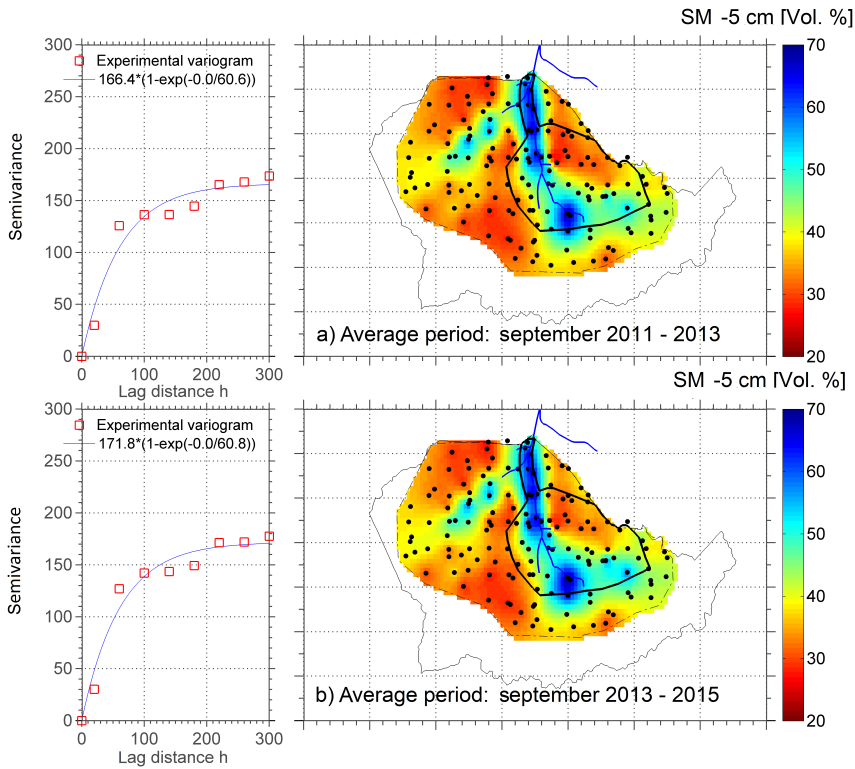 SM -5 cm [Vol. %]
300
250
200
150
100
50
0
Semivariance
Experimental variogram
166.4*(1-exp(-0.0/60.6))
0 100 200 300
Lag distance h
a) Average period: september 2011 - 2013
70
60
50
40
30
20
SM -5 cm [Vol. %]
300
250
200
150
100
50
0
Semivariance
Experimental variogram
171.8*(1-exp(-0.0/60.8))
0 100 200 300
Lag distance h
b) Average period: september 2013 - 2015
70
60
50
40
30
20